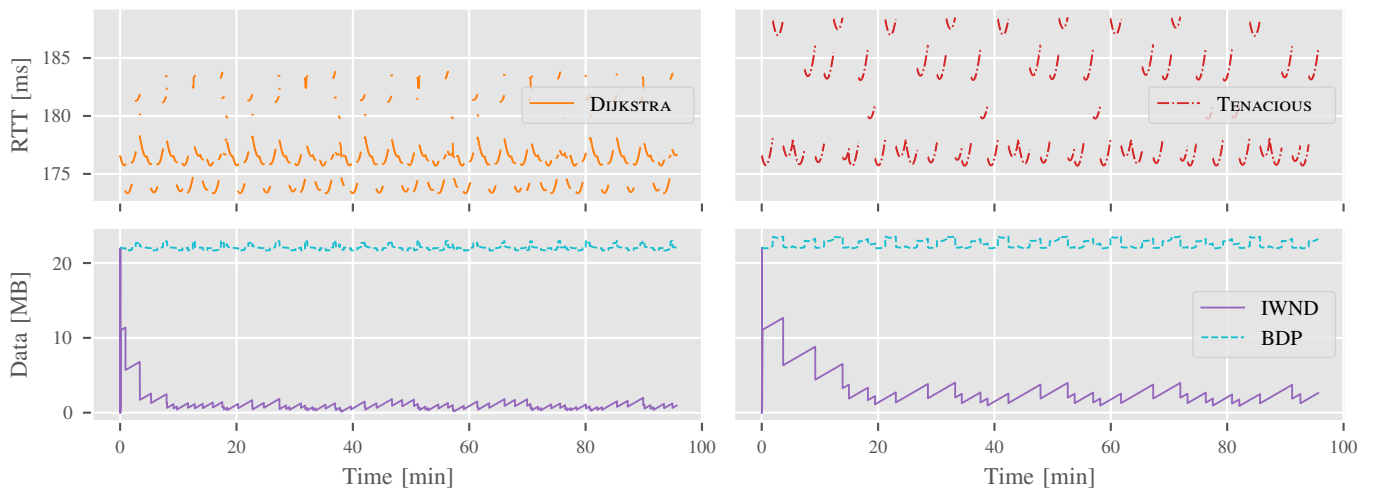 RTT [ms]
185
180
175
DIJKSTRA
TENACIOUS
Data [MB]
20
10
0
IWND
BDP
0 20 40 60 80 100
0 20 40 60 80 100
Time [min]
Time [min]